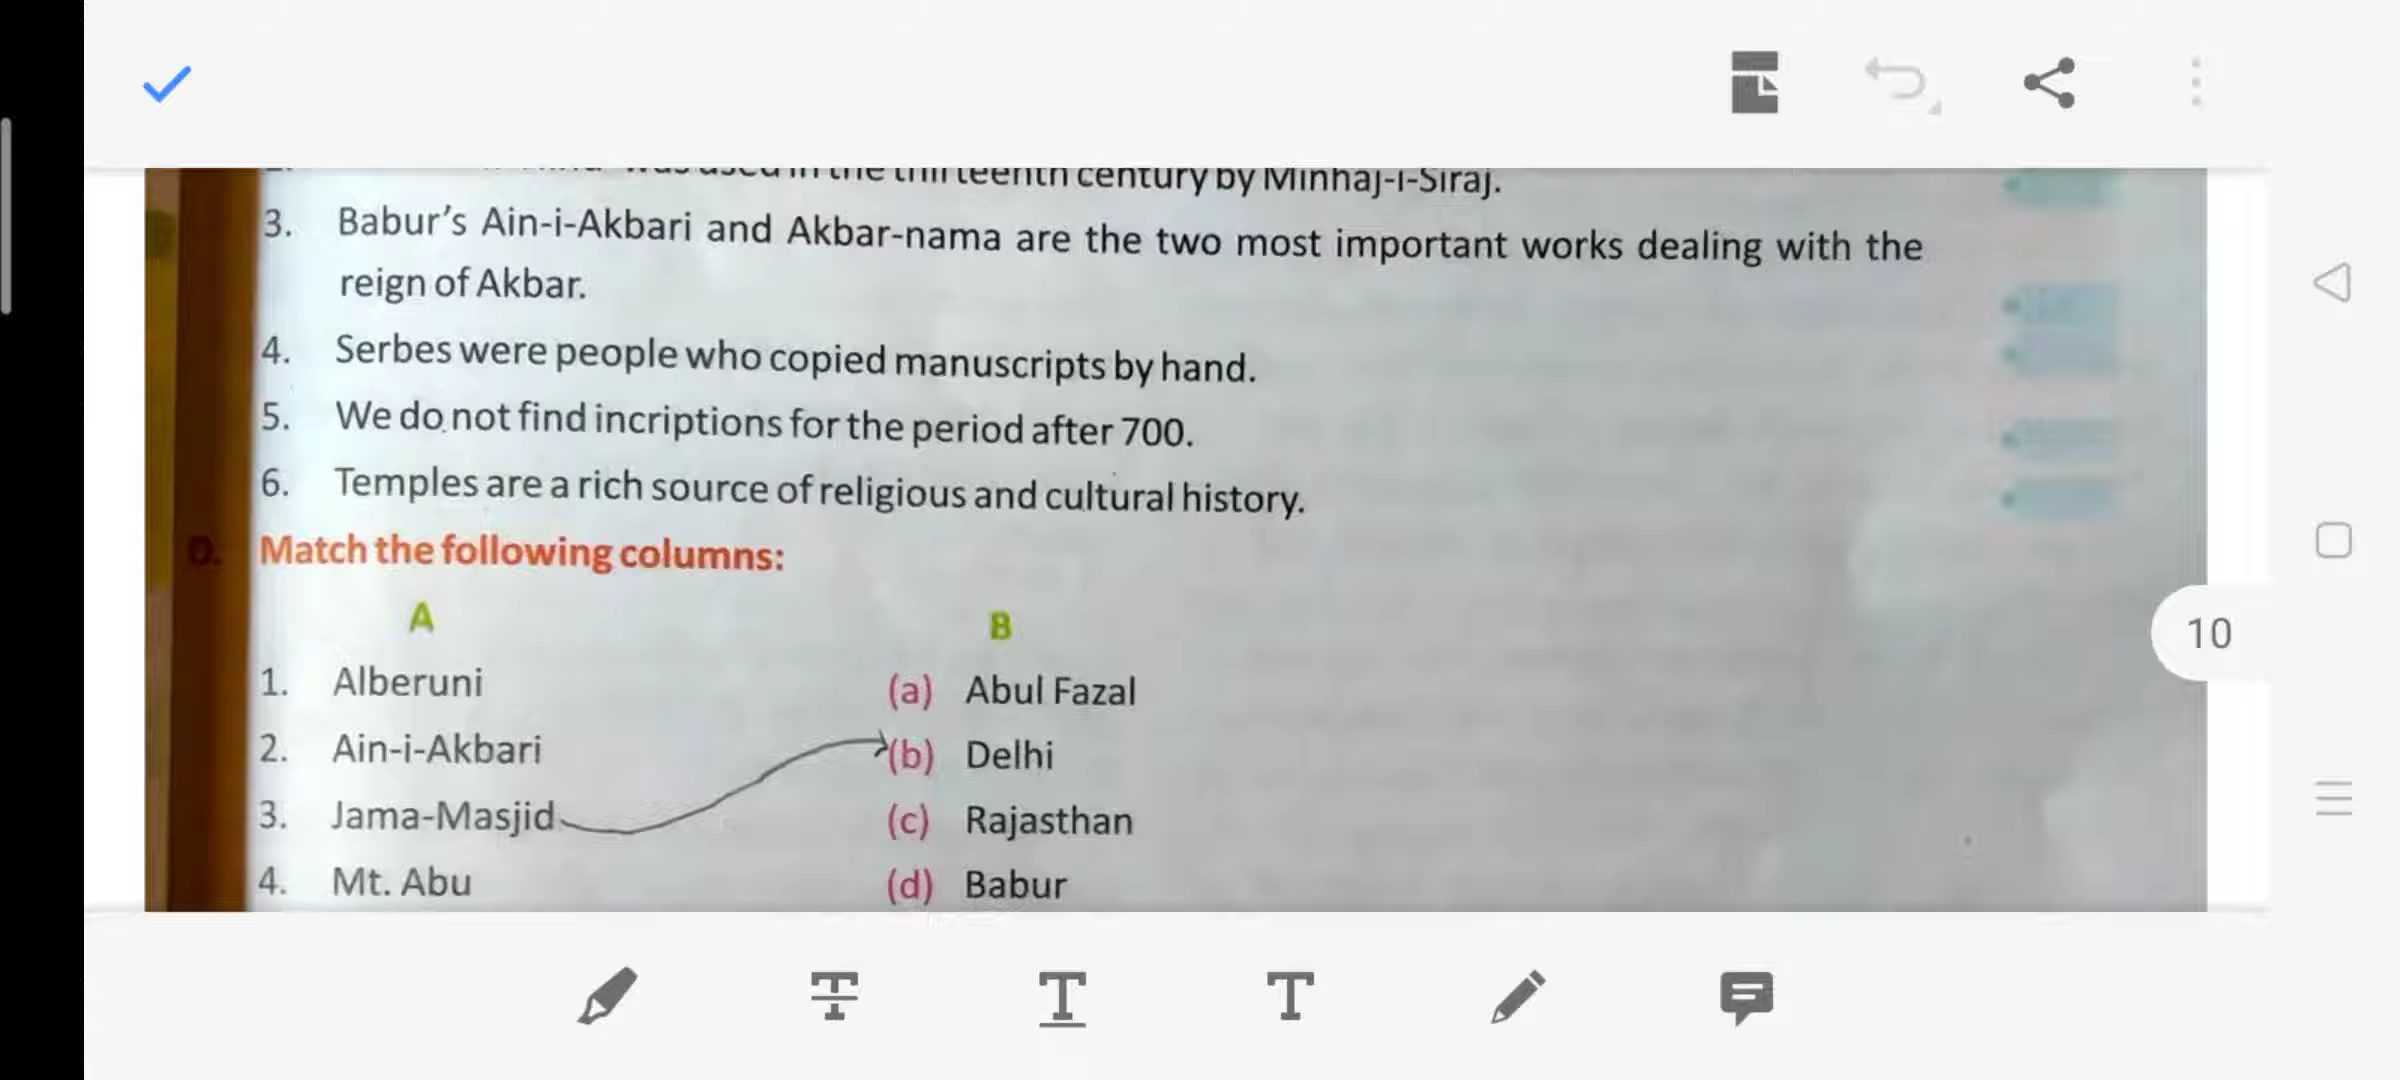 was used in the thirteenth century by Minhaj-i-Siraj.
3. Babur's Ain-i-Akbari and Akbar-nama are the two most important works dealing with the
reign of Akbar.
4. Serbes were people who copied manuscripts by hand.
5. We do not find incriptions for the period after 700.
6. Temples are a rich source of religious and cultural history.
D. Match the following columns:
A B
1. Alberuni (a) Abul Fazal
2. Ain-i-Akbari (b) Delhi
3. Jama-Masjid (c) Rajasthan
4. Mt. Abu (d) Babur
10
T T T